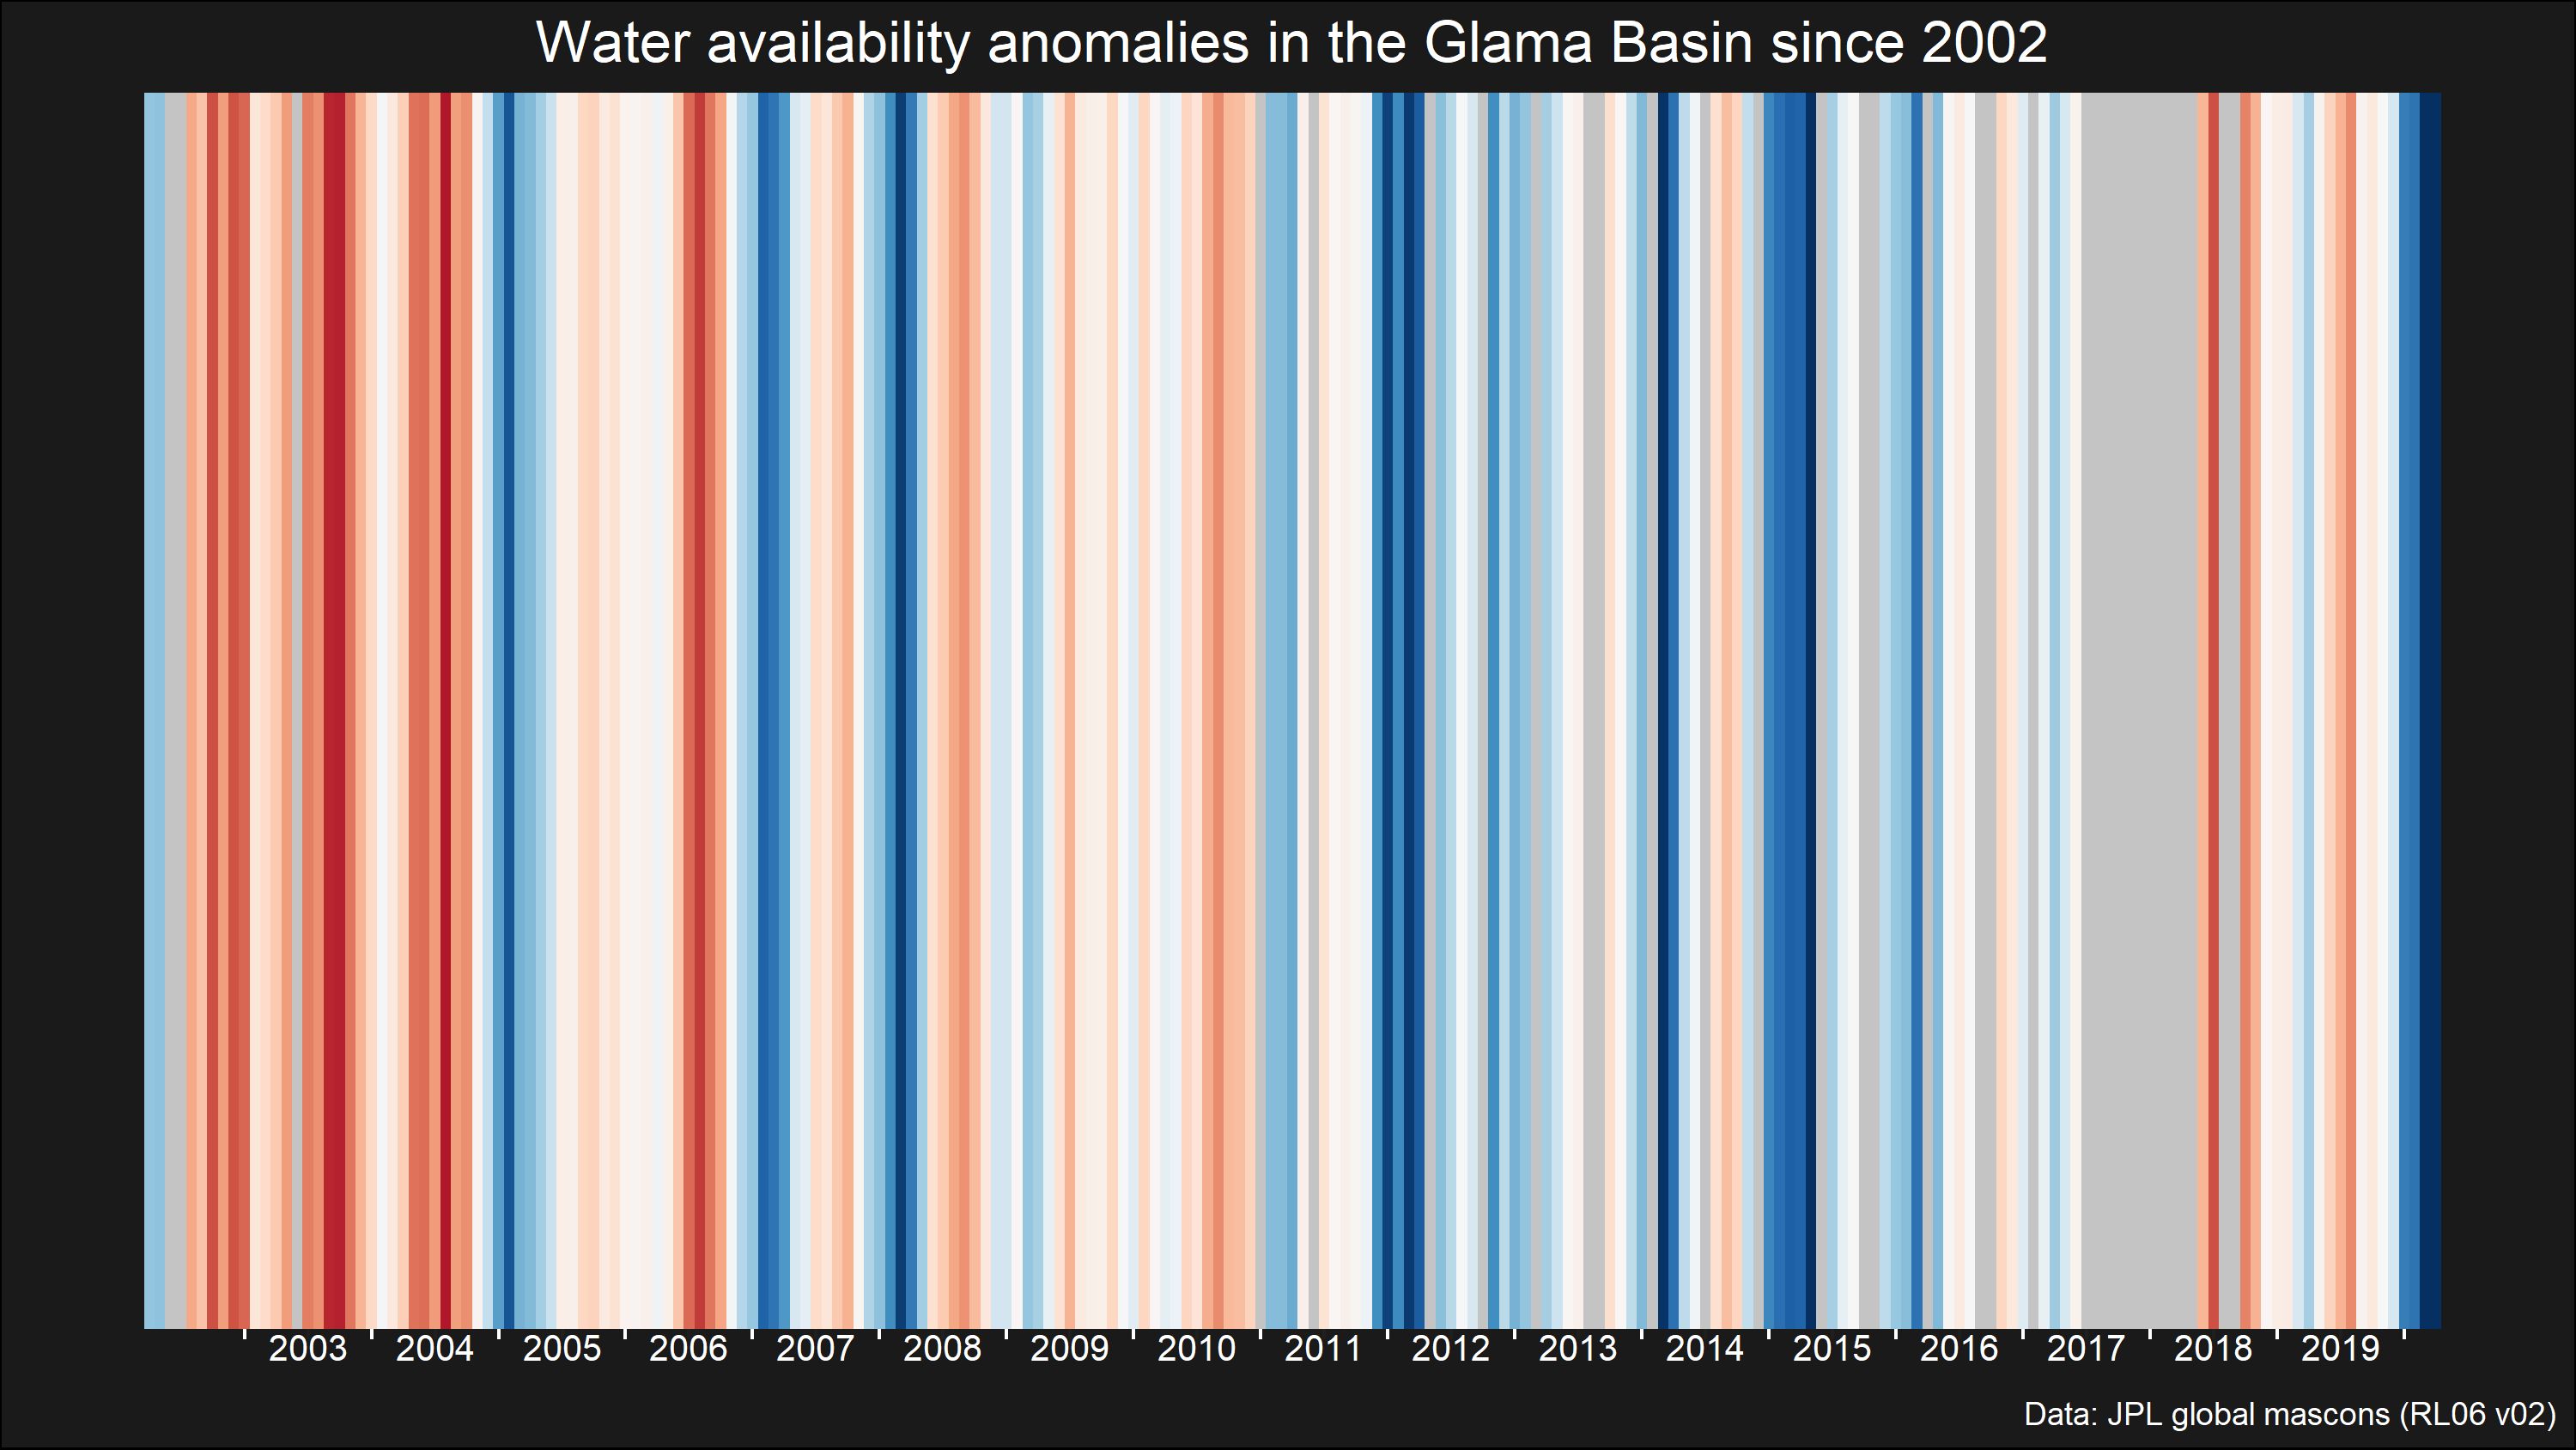 Water availability anomalies in the Glama Basin since 2002
2003 2004 2005 2006 2007 2008 2009 2010 2011 2012 2013 2014 2015 2016 2017 2018 2019
Data: JPL global mascons (RL06 v02)